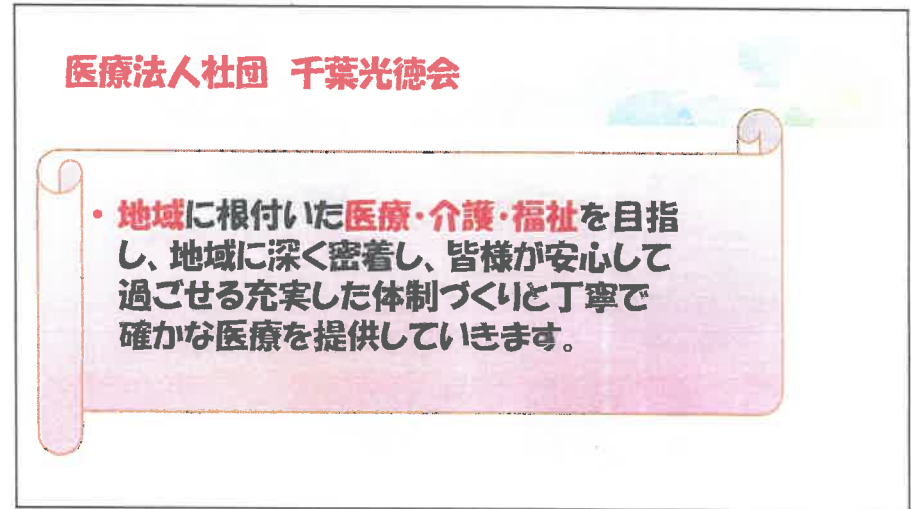 医療法人社団 千葉光徳会
・地域に根付いた医療・介護・福祉を目指
し、地域に深く密着し、皆様が安心して
過ごせる充実した体制づくりと丁寧で
確かな医療を提供していきます。